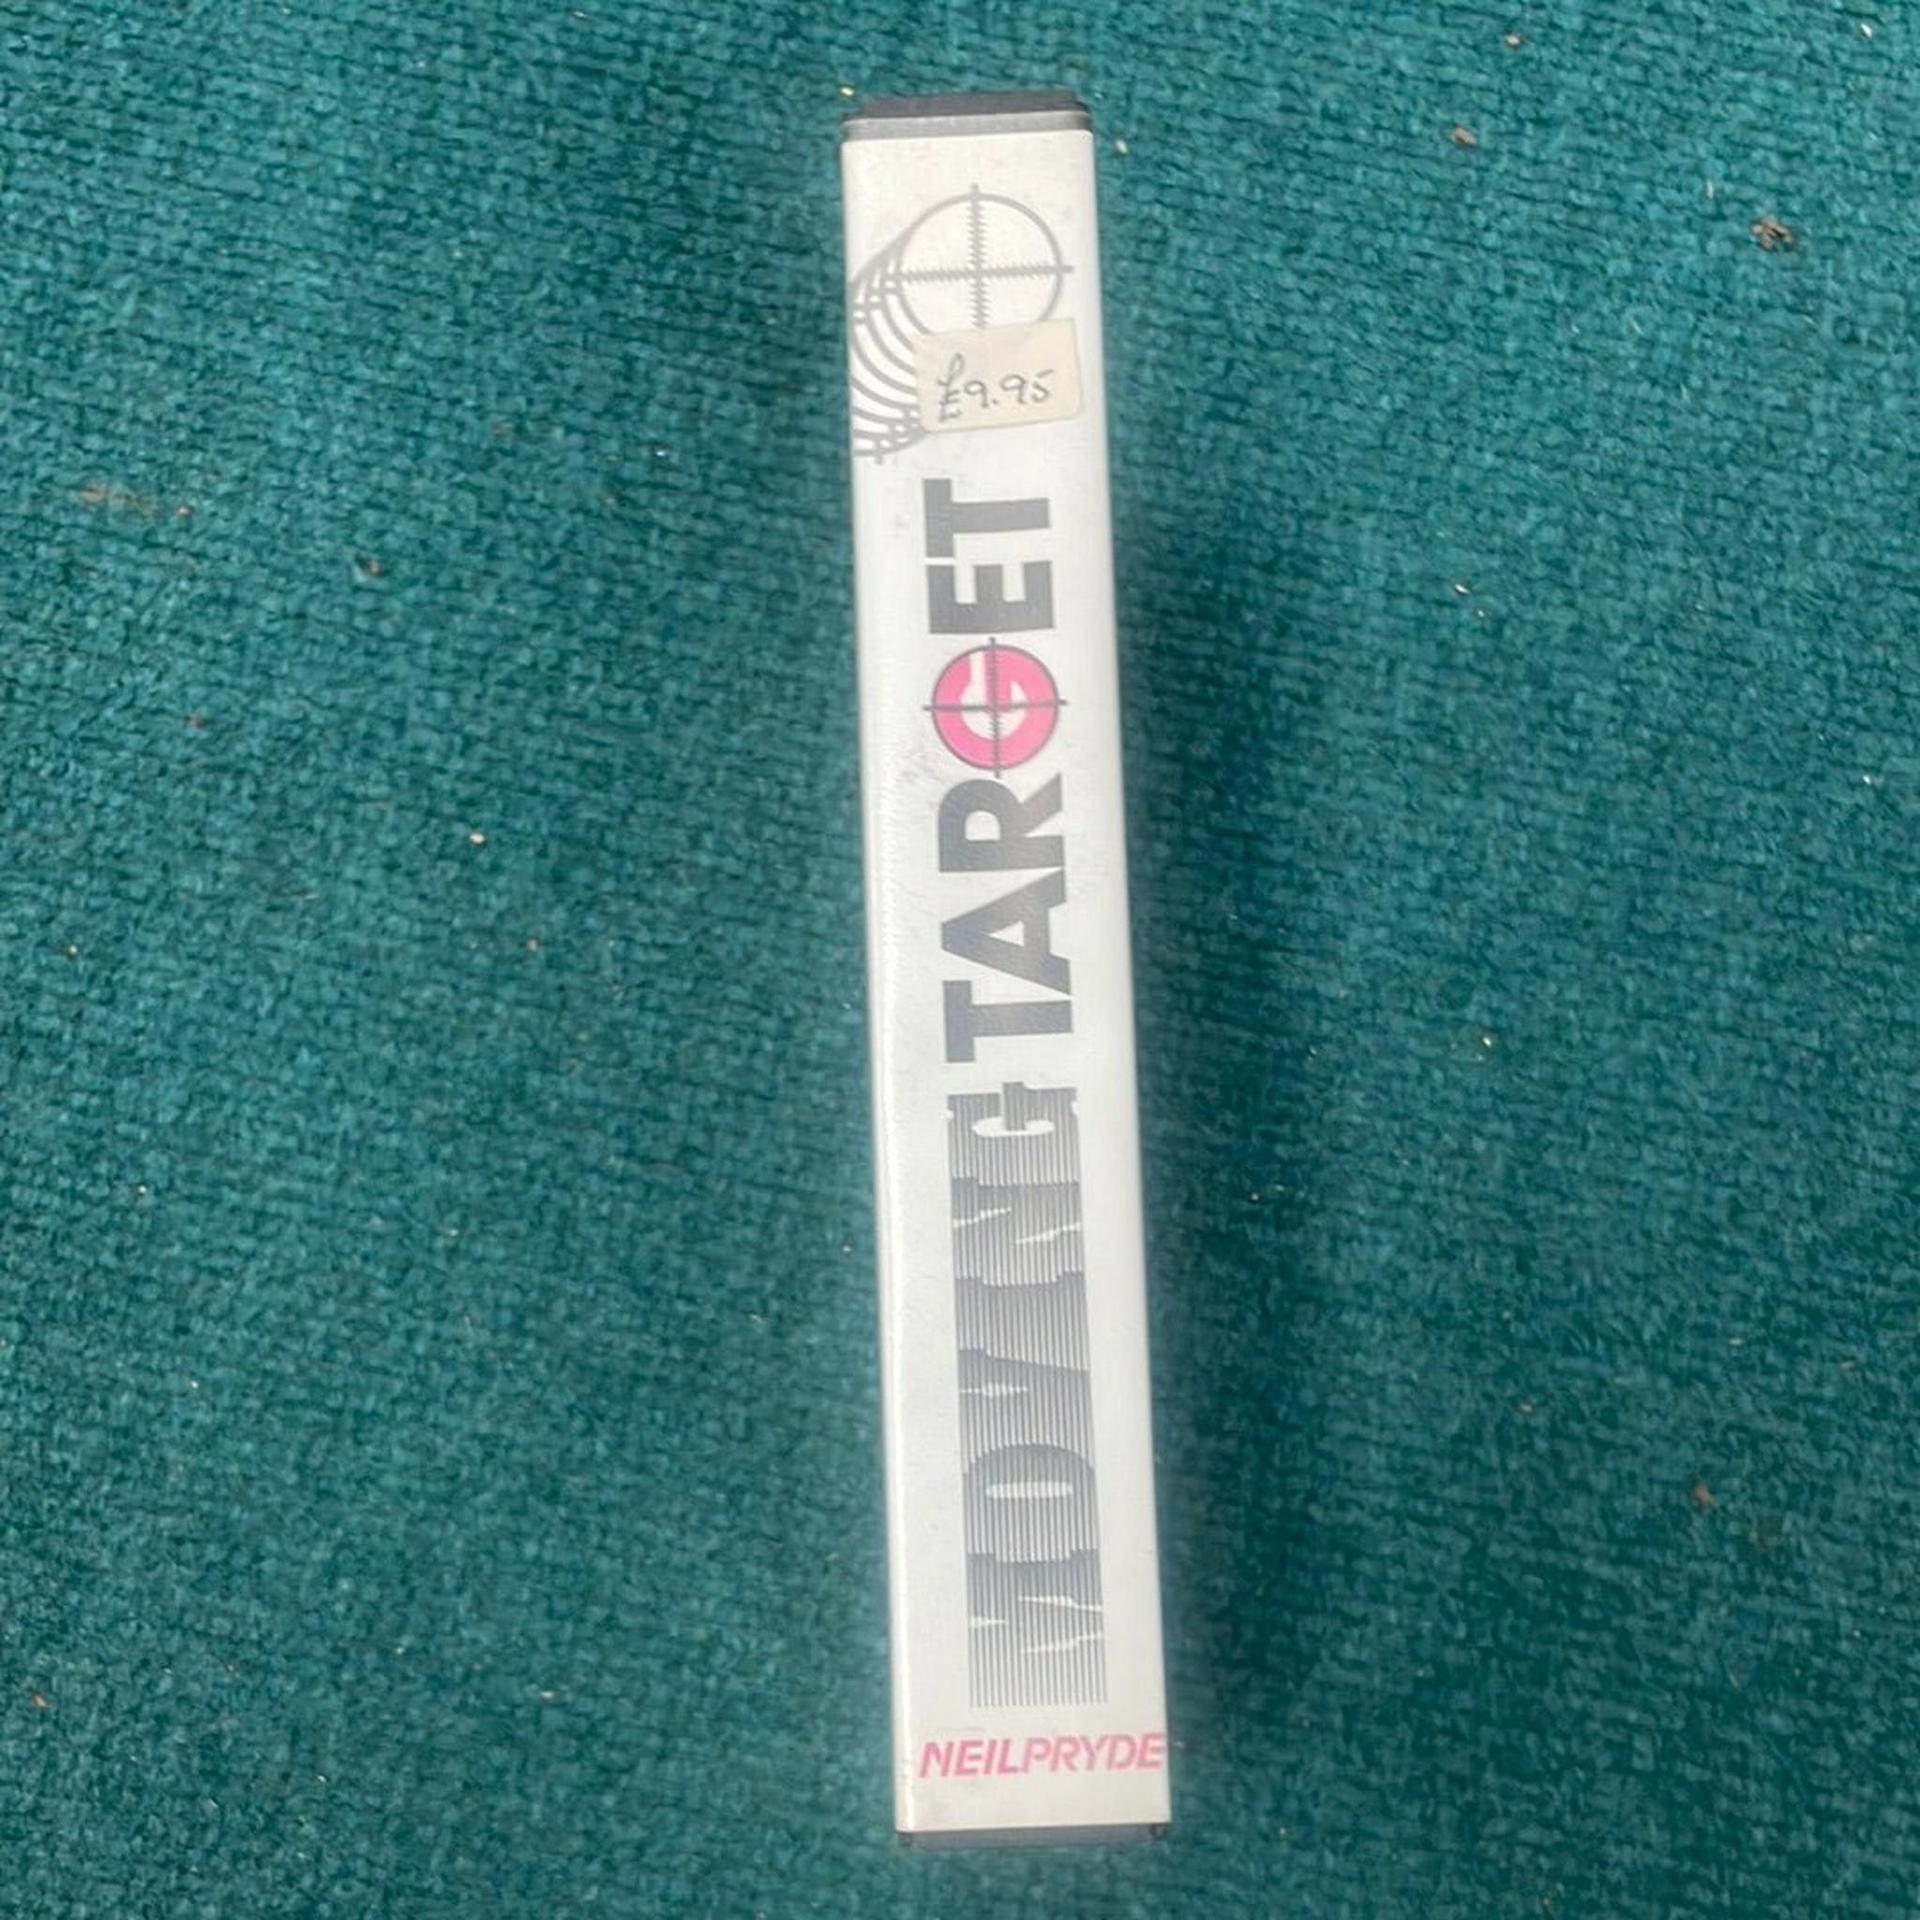 £9.95
MOVING TARGET
NEILPRYDE